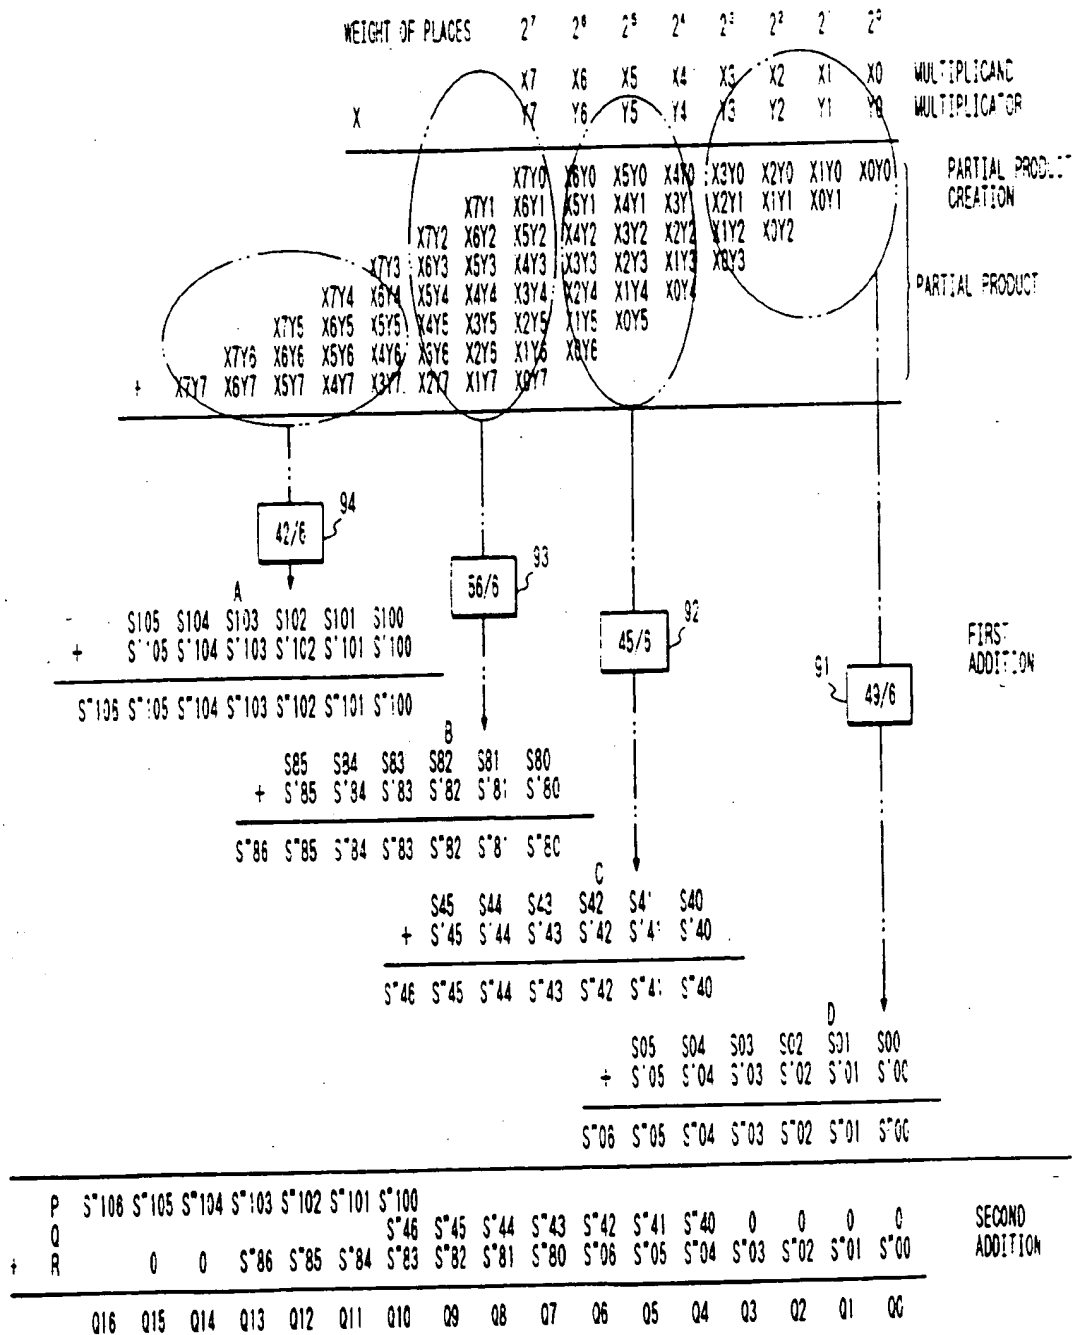 WEIGHT OF PLACES 2⁷ 2⁶ 2⁵ 2⁴ 2³ 2² 2' 2⁰
X7 X6 X5 X4 X3 X2 X1 X0 MULTIPLICAND
X Y7 Y6 Y5 Y4 Y3 Y2 Y1 Y0 MULTIPLICATOR
X7Y0 X6Y0 X5Y0 X4Y0 X3Y0 X2Y0 X1Y0 X0Y0 PARTIAL PRODUCT
X7Y1 X6Y1 X5Y1 X4Y1 X3Y1 X2Y1 X1Y1 X0Y1 CREATION
X7Y2 X6Y2 X5Y2 X4Y2 X3Y2 X2Y2 X1Y2 X0Y2
X7Y3 X6Y3 X5Y3 X4Y3 X3Y3 X2Y3 X1Y3 X0Y3
X7Y4 X6Y4 X5Y4 X4Y4 X3Y4 X2Y4 X1Y4 X0Y4 PARTIAL PRODUCT
X7Y5 X6Y5 X5Y5 X4Y5 X3Y5 X2Y5 X1Y5 X0Y5
X7Y6 X6Y6 X5Y6 X4Y6 X3Y6 X2Y6 X1Y6 X0Y6
+ X7Y7 X6Y7 X5Y7 X4Y7 X3Y7 X2Y7 X1Y7 X0Y7
42/6 94
56/6 93
45/6 92
49/6 91
FIRST
ADDITION
A
S105 S104 S103 S102 S101 S100
+ S'105 S'104 S'103 S'102 S'101 S'100
S"106 S"105 S"104 S"103 S"102 S"101 S"100
B
S85 S84 S83 S82 S81 S80
+ S'85 S'84 S'83 S'82 S'81 S'80
S"86 S"85 S"84 S"83 S"82 S"81 S"80
C
S45 S44 S43 S42 S41 S40
+ S'45 S'44 S'43 S'42 S'41 S'40
S"46 S"45 S"44 S"43 S"42 S"41 S"40
D
S05 S04 S03 S02 S01 S00
+ S'05 S'04 S'03 S'02 S'01 S'00
S"06 S"05 S"04 S"03 S"02 S"01 S"00
P S"106 S"105 S"104 S"103 S"102 S"101 S"100
Q S"46 S"45 S"44 S"43 S"42 S"41 S"40 0 0 0 0 SECOND
+ R 0 0 S"86 S"85 S"84 S"83 S"82 S"81 S"80 S"06 S"05 S"04 S"03 S"02 S"01 S"00 ADDITION
Q16 Q15 Q14 Q13 Q12 Q11 Q10 Q9 Q8 Q7 Q6 Q5 Q4 Q3 Q2 Q1 Q0